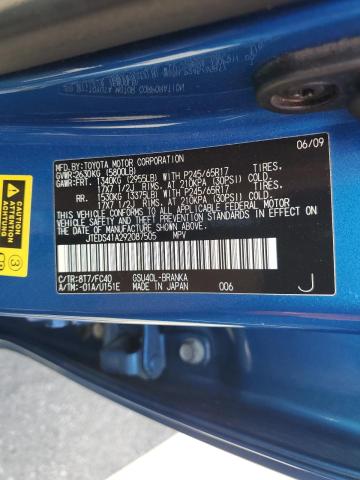 MFD.BY:TOYOTA MOTOR CORPORATION 06/09
GVWR:2630KG (5800LB)
GAWR:FRT. 1340KG (2955LB) WITH P245/65R17 TIRES,
17X7 1/2J RIMS, AT 210KPA (30PSI) COLD.
RR. 1530KG (3375LB) WITH P245/65R17 TIRES,
17X7 1/2J RIMS, AT 210KPA (30PSI) COLD.
THIS VEHICLE CONFORMS TO ALL APPLICABLE FEDERAL MOTOR
VEHICLE SAFETY AND THEFT PREVENTION STANDARDS IN EFFECT
ON THE DATE OF MANUFACTURE SHOWN ABOVE.
JTEDS41A292087505 MPV
C/TR:8T7/FC40 GSU40L-BRANKA
A/TM:-01A/U151E MADE IN JAPAN 006 J